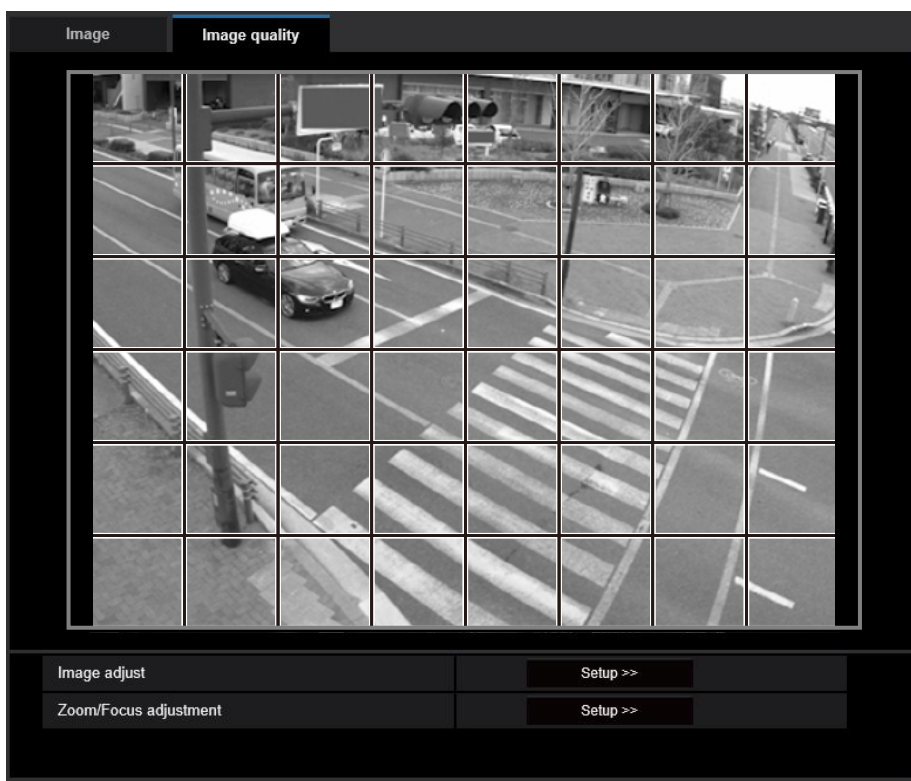 Image
Image quality
Image adjust
Setup >>
Zoom/Focus adjustment
Setup >>